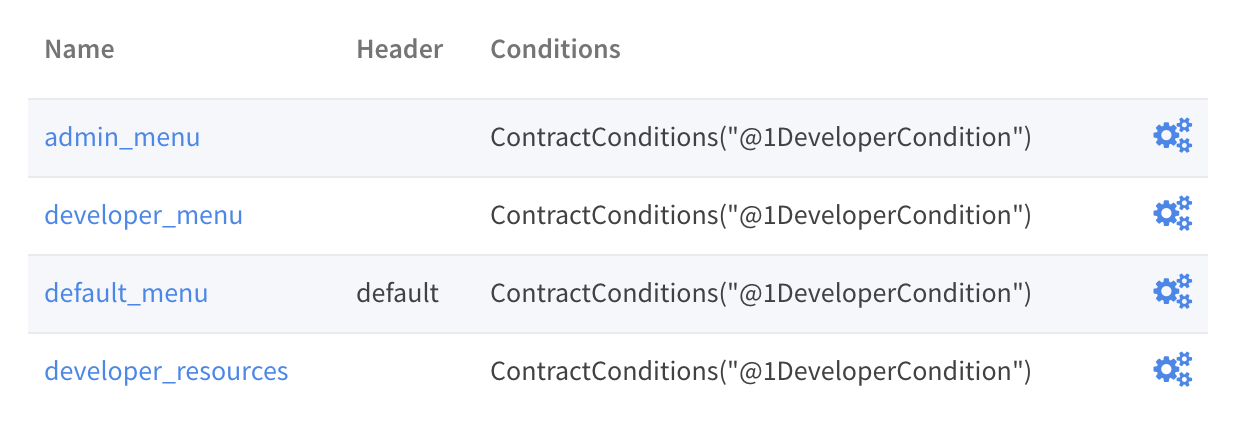 Name Header Conditions
admin_menu ContractConditions("@1DeveloperCondition")
developer_menu ContractConditions("@1DeveloperCondition")
default_menu default ContractConditions("@1DeveloperCondition")
developer_resources ContractConditions("@1DeveloperCondition")